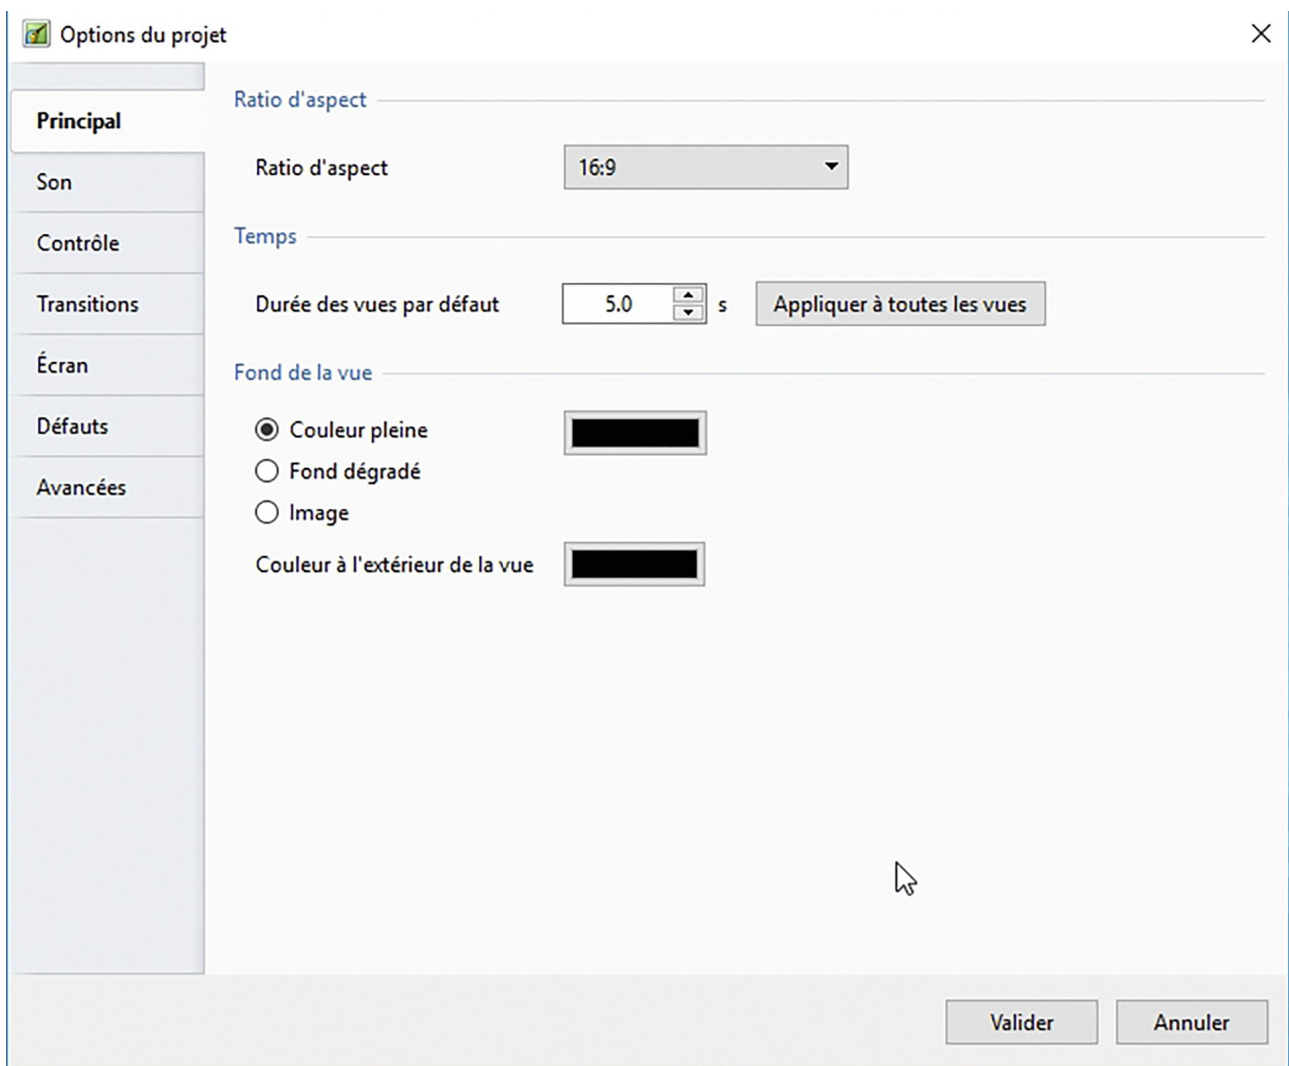 Options du projet
Principal
Son
Contrôle
Transitions
Écran
Défauts
Avancées
Ratio d'aspect
Ratio d'aspect 16:9
Temps
Durée des vues par défaut 5.0 s Appliquer à toutes les vues
Fond de la vue
Couleur pleine
Fond dégradé
Image
Couleur à l'extérieur de la vue
Valider Annuler